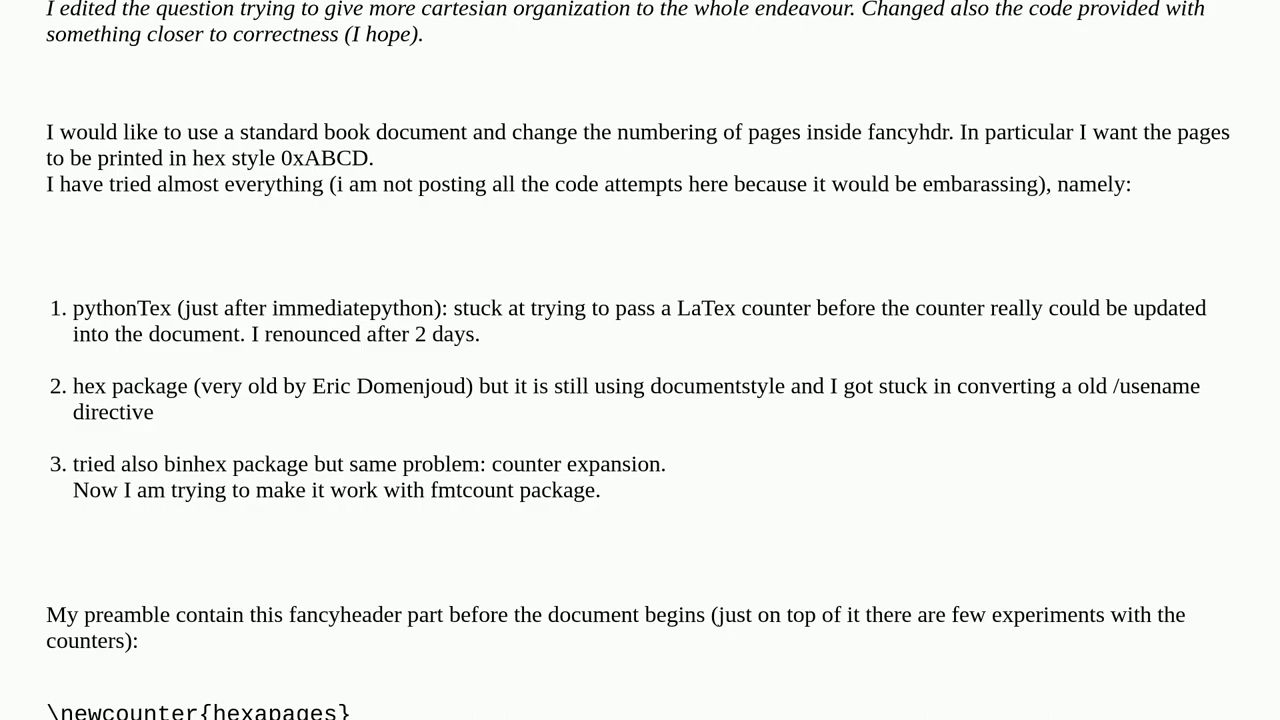 I edited the question trying to give more cartesian organization to the whole endeavour. Changed also the code provided with
something closer to correctness (I hope).
I would like to use a standard book document and change the numbering of pages inside fancyhdr. In particular I want the pages
to be printed in hex style 0xABCD.
I have tried almost everything (i am not posting all the code attempts here because it would be embarassing), namely:
1. pythonTex (just after immediatepython): stuck at trying to pass a LaTex counter before the counter really could be updated
into the document. I renounced after 2 days.
2. hex package (very old by Eric Domenjoud) but it is still using documentstyle and I got stuck in converting a old /usename
directive
3. tried also binhex package but same problem: counter expansion.
Now I am trying to make it work with fmtcount package.
My preamble contain this fancyheader part before the document begins (just on top of it there are few experiments with the
counters):
\newcounter{hexapages}